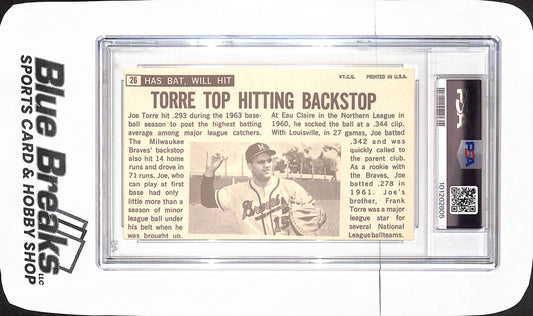 Blue Breaks LLC
SPORTS CARD & HOBBY SHOP
26 HAS BAT, WILL HIT
©T.C.G. PRINTED IN U.S.A.
TORRE TOP HITTING BACKSTOP
Joe Torre hit .293 during the 1963 base-
ball season to post the highest batting
average among major league catchers.
The Milwaukee
Braves' backstop
also hit 14 home
runs and drove in
71 runs. Joe, who
can play at first
base had only
little more than a
season of minor
league ball under
his belt when he
was brought up.
At Eau Claire in the Northern League in
1960, he socked the ball at a .344 clip.
With Louisville, in 27 games, Joe batted
.342 and was
quickly called to
the parent club.
As a rookie with
the Braves, Joe
batted .278 in
1961. Joe's
brother, Frank
Torre was a major
league star for
several National
League ball teams.
M
Braves
15
PSA
PSA
101202806